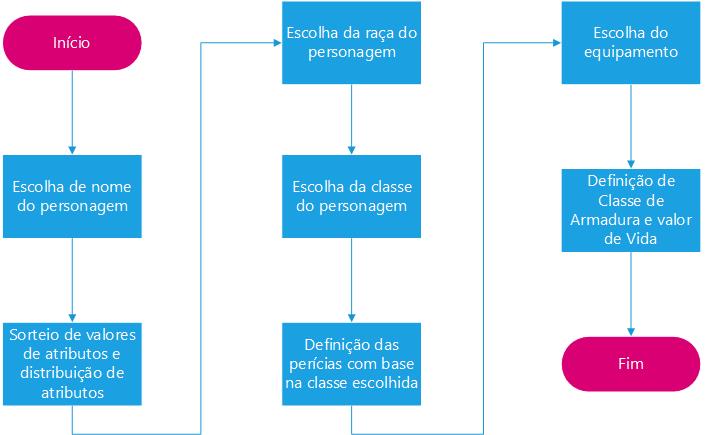 Início
Escolha de nome
do personagem
Sorteio de valores
de atributos e
distribuição de
atributos
Escolha da raça do
personagem
Escolha da classe
do personagem
Definição das
perícias com base
na classe escolhida
Escolha do
equipamento
Definição de
Classe de
Armadura e valor
de Vida
Fim